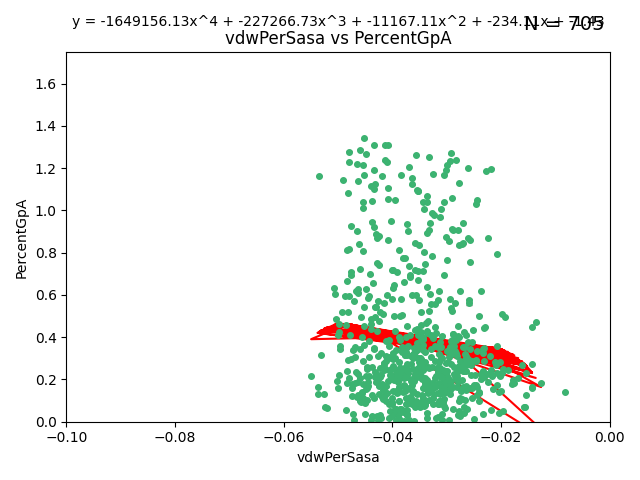 y = -1649156.13x^4 + -227266.73x^3 + -11167.11x^2 + -234.
N = 705
vdwPerSasa vs PercentGpA
PercentGpA
1.6
1.4
1.2
1.0
0.8
0.6
0.4
0.2
0.0
−0.10 −0.08 −0.06 −0.04 −0.02 0.00
vdwPerSasa